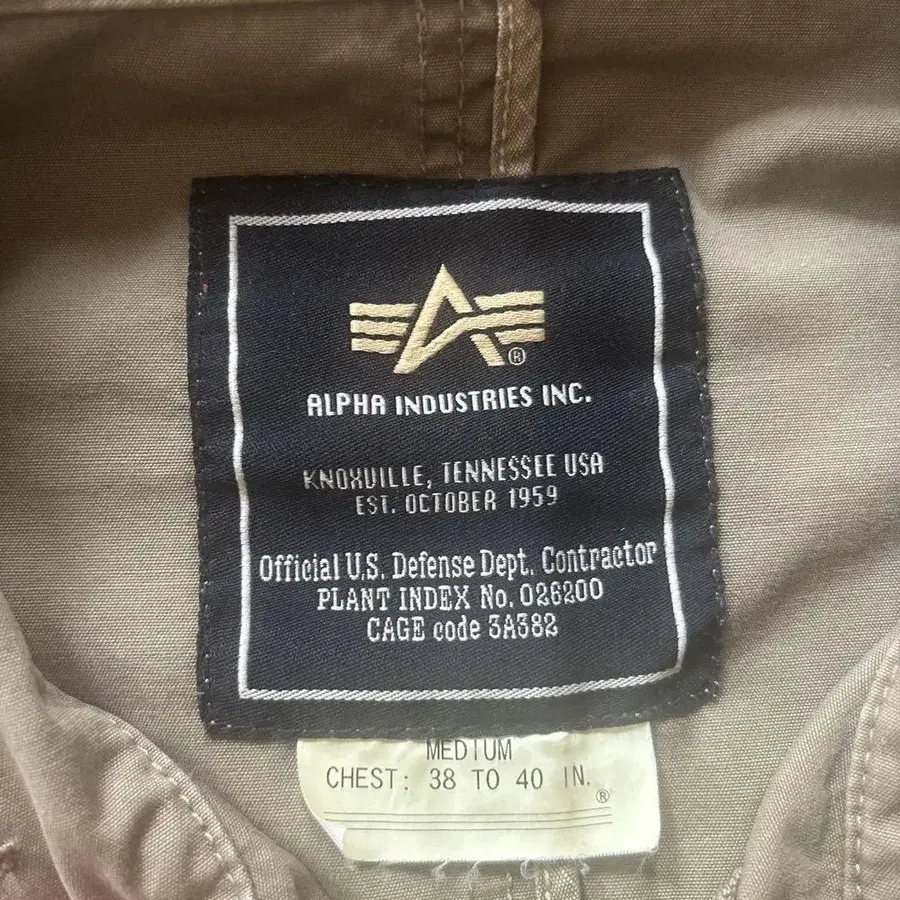 ®
ALPHA INDUSTRIES INC.
KNOXVILLE, TENNESSEE USA
EST. OCTOBER 1959
Official U.S. Defense Dept. Contractor
PLANT INDEX No. 026200
CAGE code 3A382
MEDIUM
CHEST: 38 TO 40 IN.
®